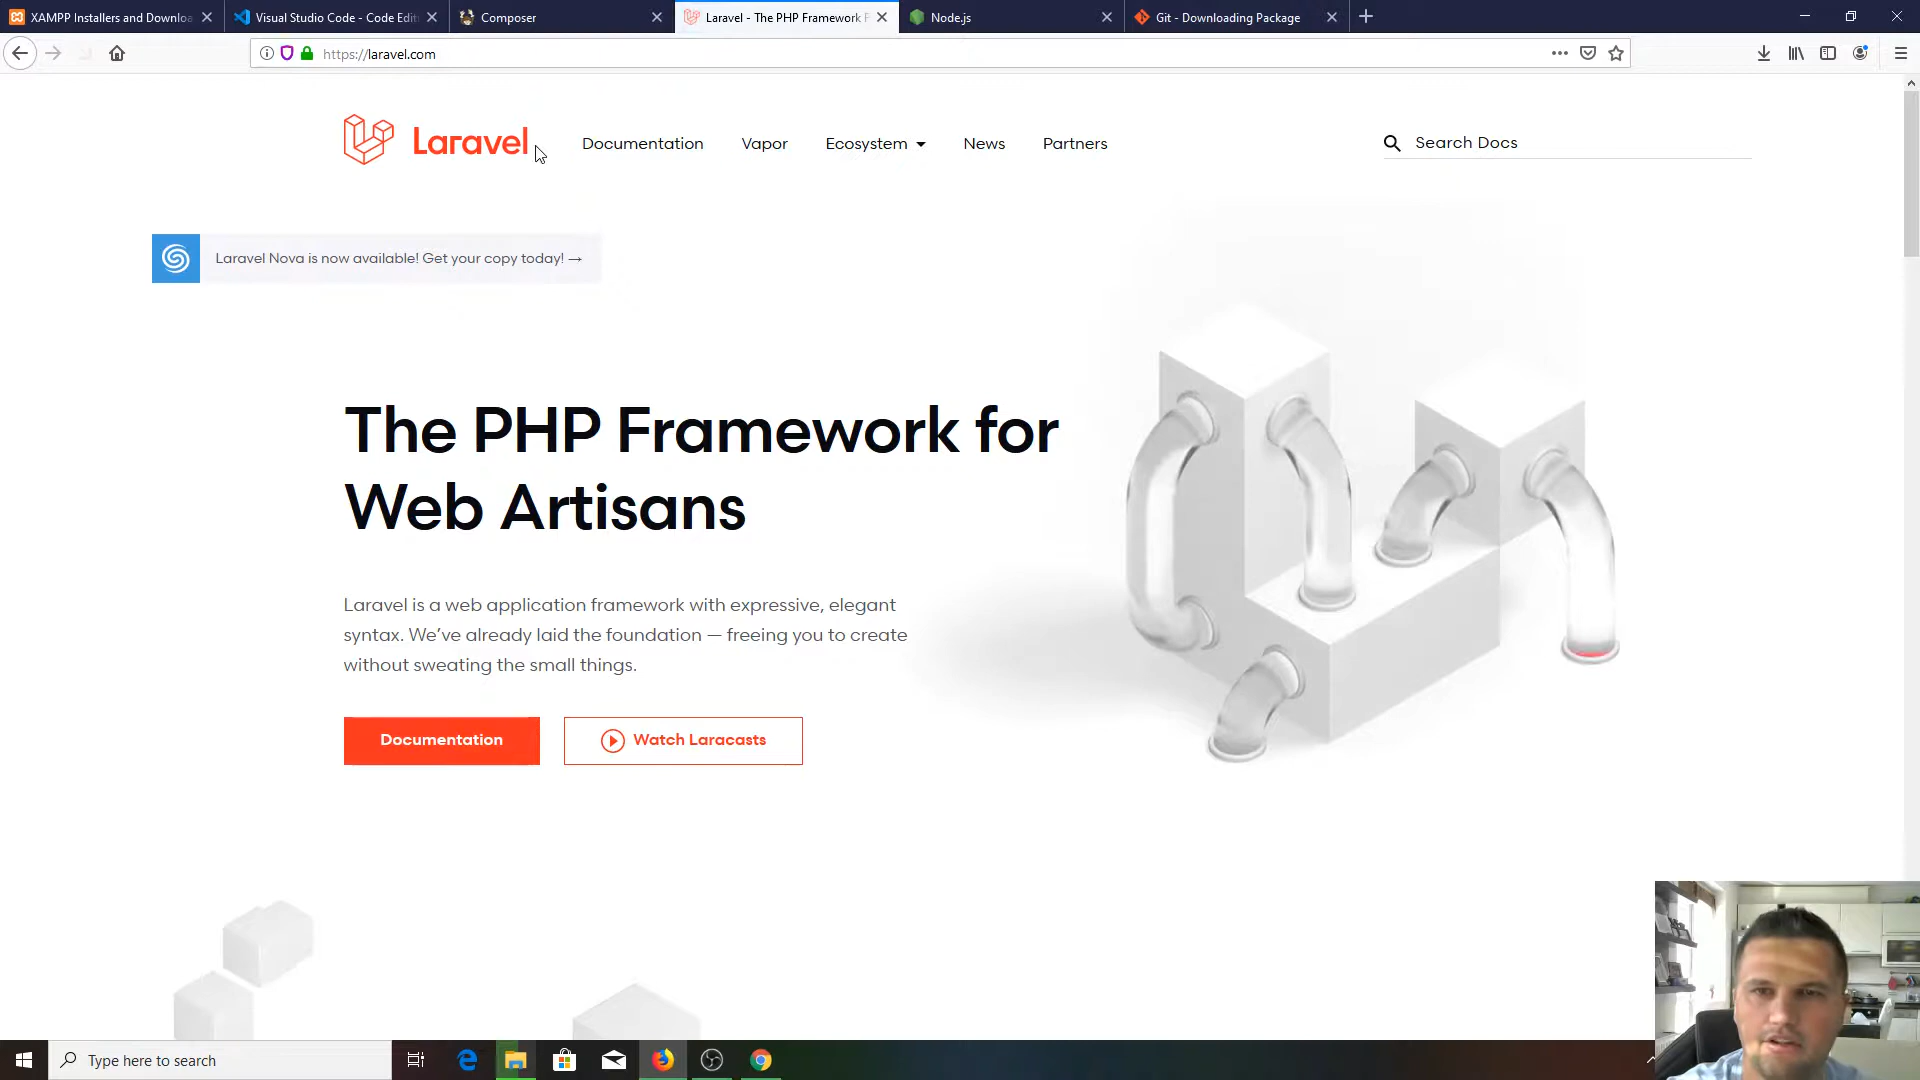 XAMPP Installers and Downloa
Visual Studio Code - Code Edit
Composer
Laravel - The PHP Framework F
Node.js
Git - Downloading Package
https://laravel.com
Laravel
Documentation
Vapor
Ecosystem
News
Partners
Search Docs
Laravel Nova is now available! Get your copy today! →
The PHP Framework for
Web Artisans
Laravel is a web application framework with expressive, elegant
syntax. We've already laid the foundation — freeing you to create
without sweating the small things.
Documentation
Watch Laracasts
Type here to search